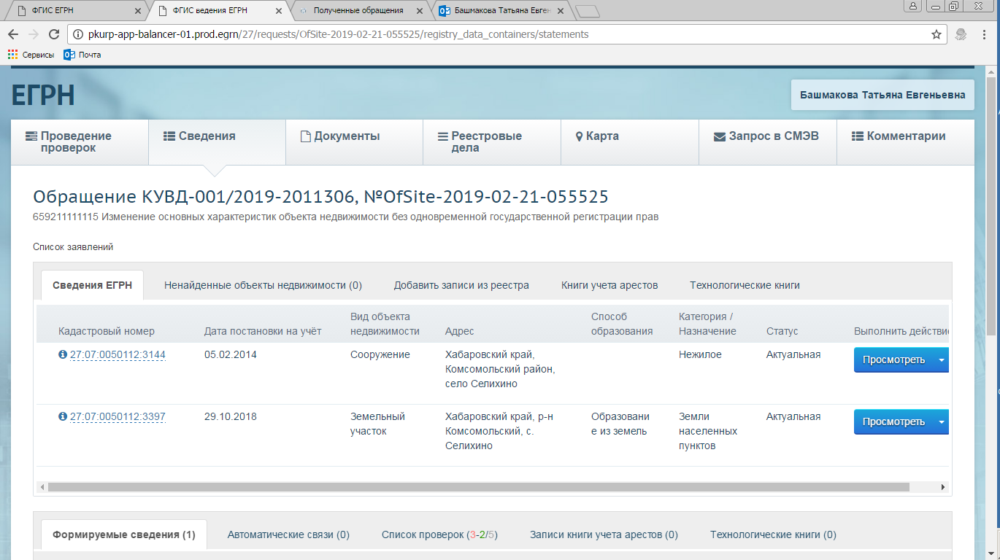 ФГИС ЕГРН
ФГИС ведения ЕГРН
Полученные обращения
Башмакова Татьяна Евген
pkurp-app-balancer-01.prod.egrn/27/requests/OfSite-2019-02-21-055525/registry_data_containers/statements
Сервисы Почта
ЕГРН
Башмакова Татьяна Евгеньевна
Проведение проверок
Сведения
Документы
Реестровые дела
Карта
Запрос в СМЭВ
Комментарии
Обращение КУВД-001/2019-2011306, №OfSite-2019-02-21-055525
659211111115 Изменение основных характеристик объекта недвижимости без одновременной государственной регистрации прав
Список заявлений
Сведения ЕГРН Ненайденные объекты недвижимости (0) Добавить записи из реестра Книги учета арестов Технологические книги
Кадастровый номер
Дата постановки на учёт
Вид объекта
недвижимости
Адрес
Способ
образования
Категория /
Назначение
Статус
Выполнить действие
27:07:0050112:3144
05.02.2014
Сооружение
Хабаровский край,
Комсомольский район,
село Селихино
Нежилое
Актуальная
Просмотреть
27:07:0050112:3397
29.10.2018
Земельный
участок
Хабаровский край, р-н
Комсомольский, с.
Селихино
Образовани
е из земель
Земли
населенных
пунктов
Актуальная
Просмотреть
Формируемые сведения (1) Автоматические связи (0) Список проверок (3-2/5) Записи книги учета арестов (0) Технологические книги (0)